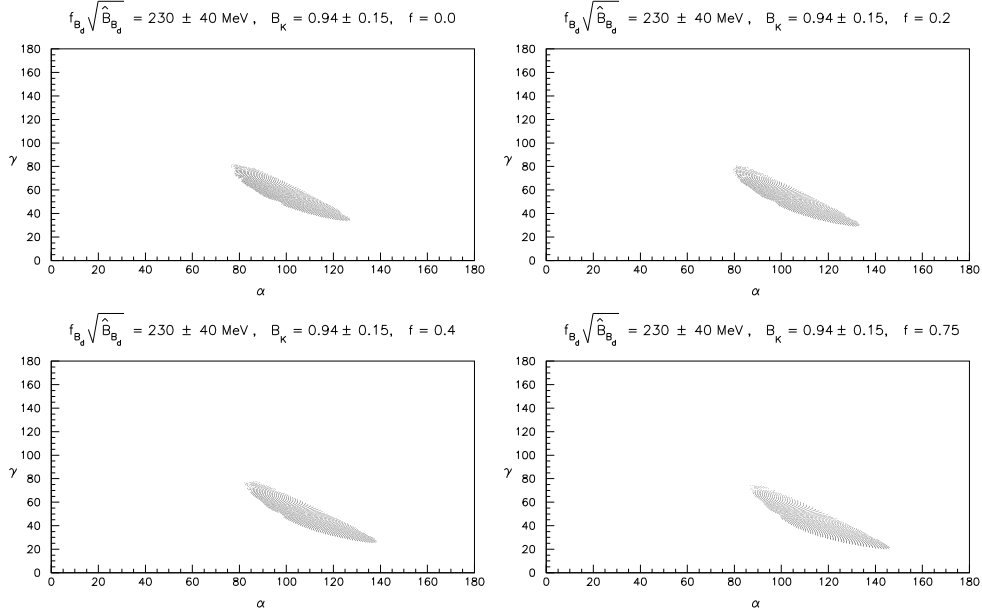 f_{B_d} √B̂_{B_d} = 230 ± 40 MeV, B_K = 0.94 ± 0.15, f = 0.0
180
160
140
120
100
γ
80
60
40
20
0
0 20 40 60 80 100 120 140 160 180
α
f_{B_d} √B̂_{B_d} = 230 ± 40 MeV, B_K = 0.94 ± 0.15, f = 0.2
180
160
140
120
100
γ
80
60
40
20
0
0 20 40 60 80 100 120 140 160 180
α
f_{B_d} √B̂_{B_d} = 230 ± 40 MeV, B_K = 0.94 ± 0.15, f = 0.4
180
160
140
120
100
γ
80
60
40
20
0
0 20 40 60 80 100 120 140 160 180
α
f_{B_d} √B̂_{B_d} = 230 ± 40 MeV, B_K = 0.94 ± 0.15, f = 0.75
180
160
140
120
100
γ
80
60
40
20
0
0 20 40 60 80 100 120 140 160 180
α